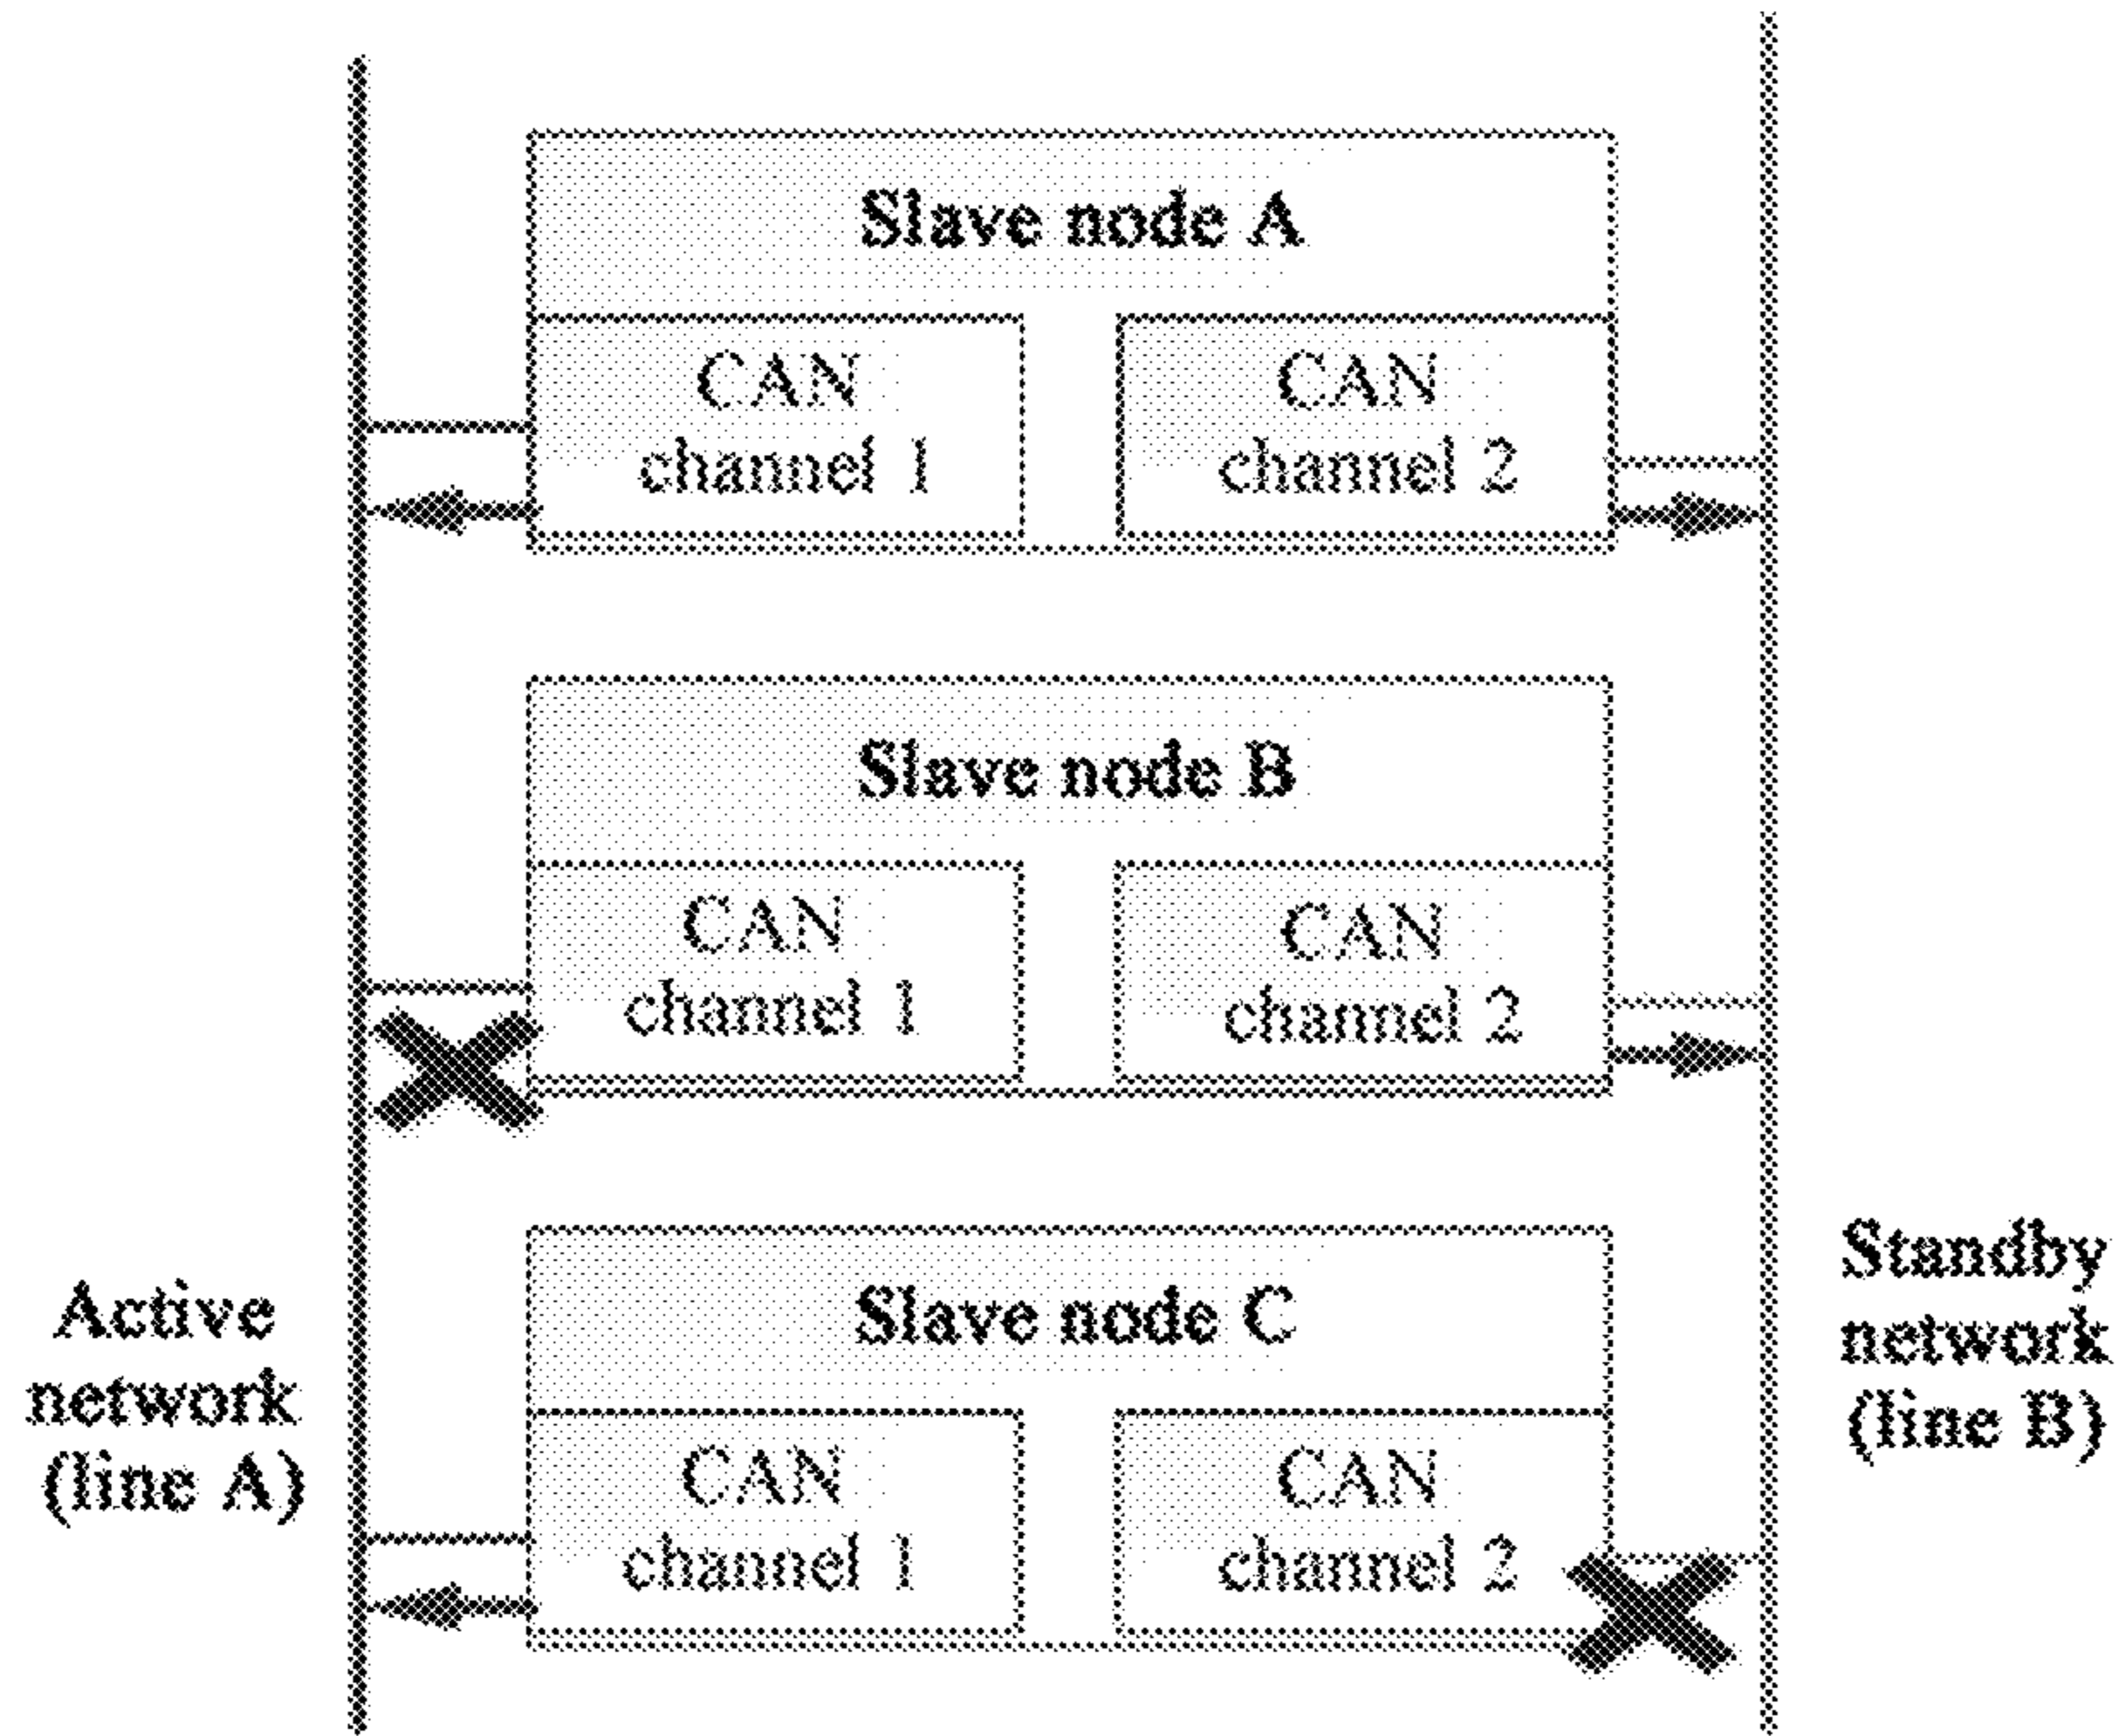 Slave node A
CAN
channel 1
CAN
channel 2
Slave node B
CAN
channel 1
CAN
channel 2
Slave node C
CAN
channel 1
CAN
channel 2
Active
network
(line A)
Standby
network
(line B)